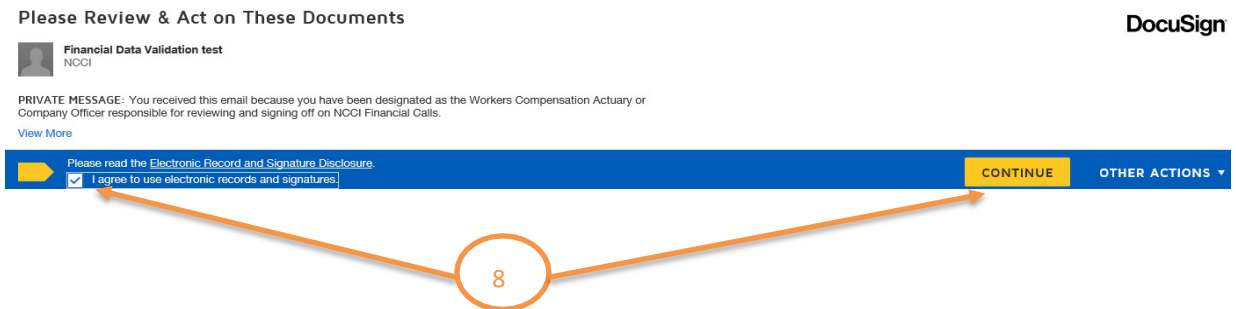 Please Review & Act on These Documents
DocuSign
Financial Data Validation test
NCCI
PRIVATE MESSAGE: You received this email because you have been designated as the Workers Compensation Actuary or
Company Officer responsible for reviewing and signing off on NCCI Financial Calls.
View More
Please read the Electronic Record and Signature Disclosure.
I agree to use electronic records and signatures.
CONTINUE
OTHER ACTIONS
8